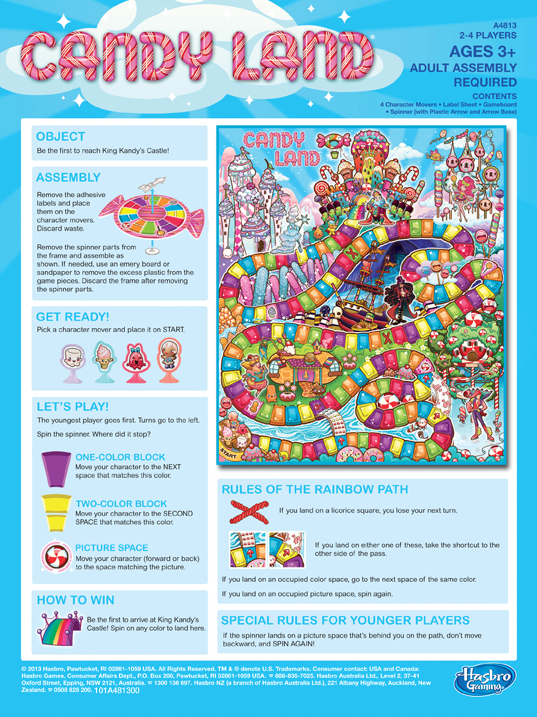 CANDY LAND®
A4813
2-4 PLAYERS
AGES 3+
ADULT ASSEMBLY
REQUIRED
CONTENTS
4 Character Movers • Label Sheet • Gameboard
• Spinner (with Plastic Arrow and Arrow Base)
OBJECT
Be the first to reach King Kandy's Castle!
ASSEMBLY
Remove the adhesive
labels and place
them on the
character movers.
Discard waste.
Remove the spinner parts from
the frame and assemble as
shown. If needed, use an emery board or
sandpaper to remove the excess plastic from the
game pieces. Discard the frame after removing
the spinner parts.
GET READY!
Pick a character mover and place it on START.
LET'S PLAY!
The youngest player goes first. Turns go to the left.
Spin the spinner. Where did it stop?
ONE-COLOR BLOCK
Move your character to the NEXT
space that matches this color.
TWO-COLOR BLOCK
Move your character to the SECOND
SPACE that matches this color.
PICTURE SPACE
Move your character (forward or back)
to the space matching the picture.
HOW TO WIN
Be the first to arrive at King Kandy's
Castle! Spin on any color to land here.
CANDY
LAND
START
RULES OF THE RAINBOW PATH
If you land on a licorice square, you lose your next turn.
If you land on either one of these, take the shortcut to the
other side of the pass.
If you land on an occupied color space, go to the next space of the same color.
If you land on an occupied picture space, spin again.
SPECIAL RULES FOR YOUNGER PLAYERS
If the spinner lands on a picture space that's behind you on the path, don't move
backward, and SPIN AGAIN!
© 2013 Hasbro, Pawtucket, RI 02861-1059 USA. All Rights Reserved. TM & ® denote U.S. Trademarks. Consumer contact: USA and Canada:
Hasbro Games, Consumer Affairs Dept., P.O. Box 200, Pawtucket, RI 02861-1059 USA. ☎ 888-836-7025. Hasbro Australia Ltd., Level 2, 37-41
Oxford Street, Epping, NSW 2121, Australia. ☎ 1300 138 697. Hasbro NZ (a branch of Hasbro Australia Ltd.), 221 Albany Highway, Auckland, New
Zealand. ☎ 0508 828 200. 101A481300
Hasbro
Gaming